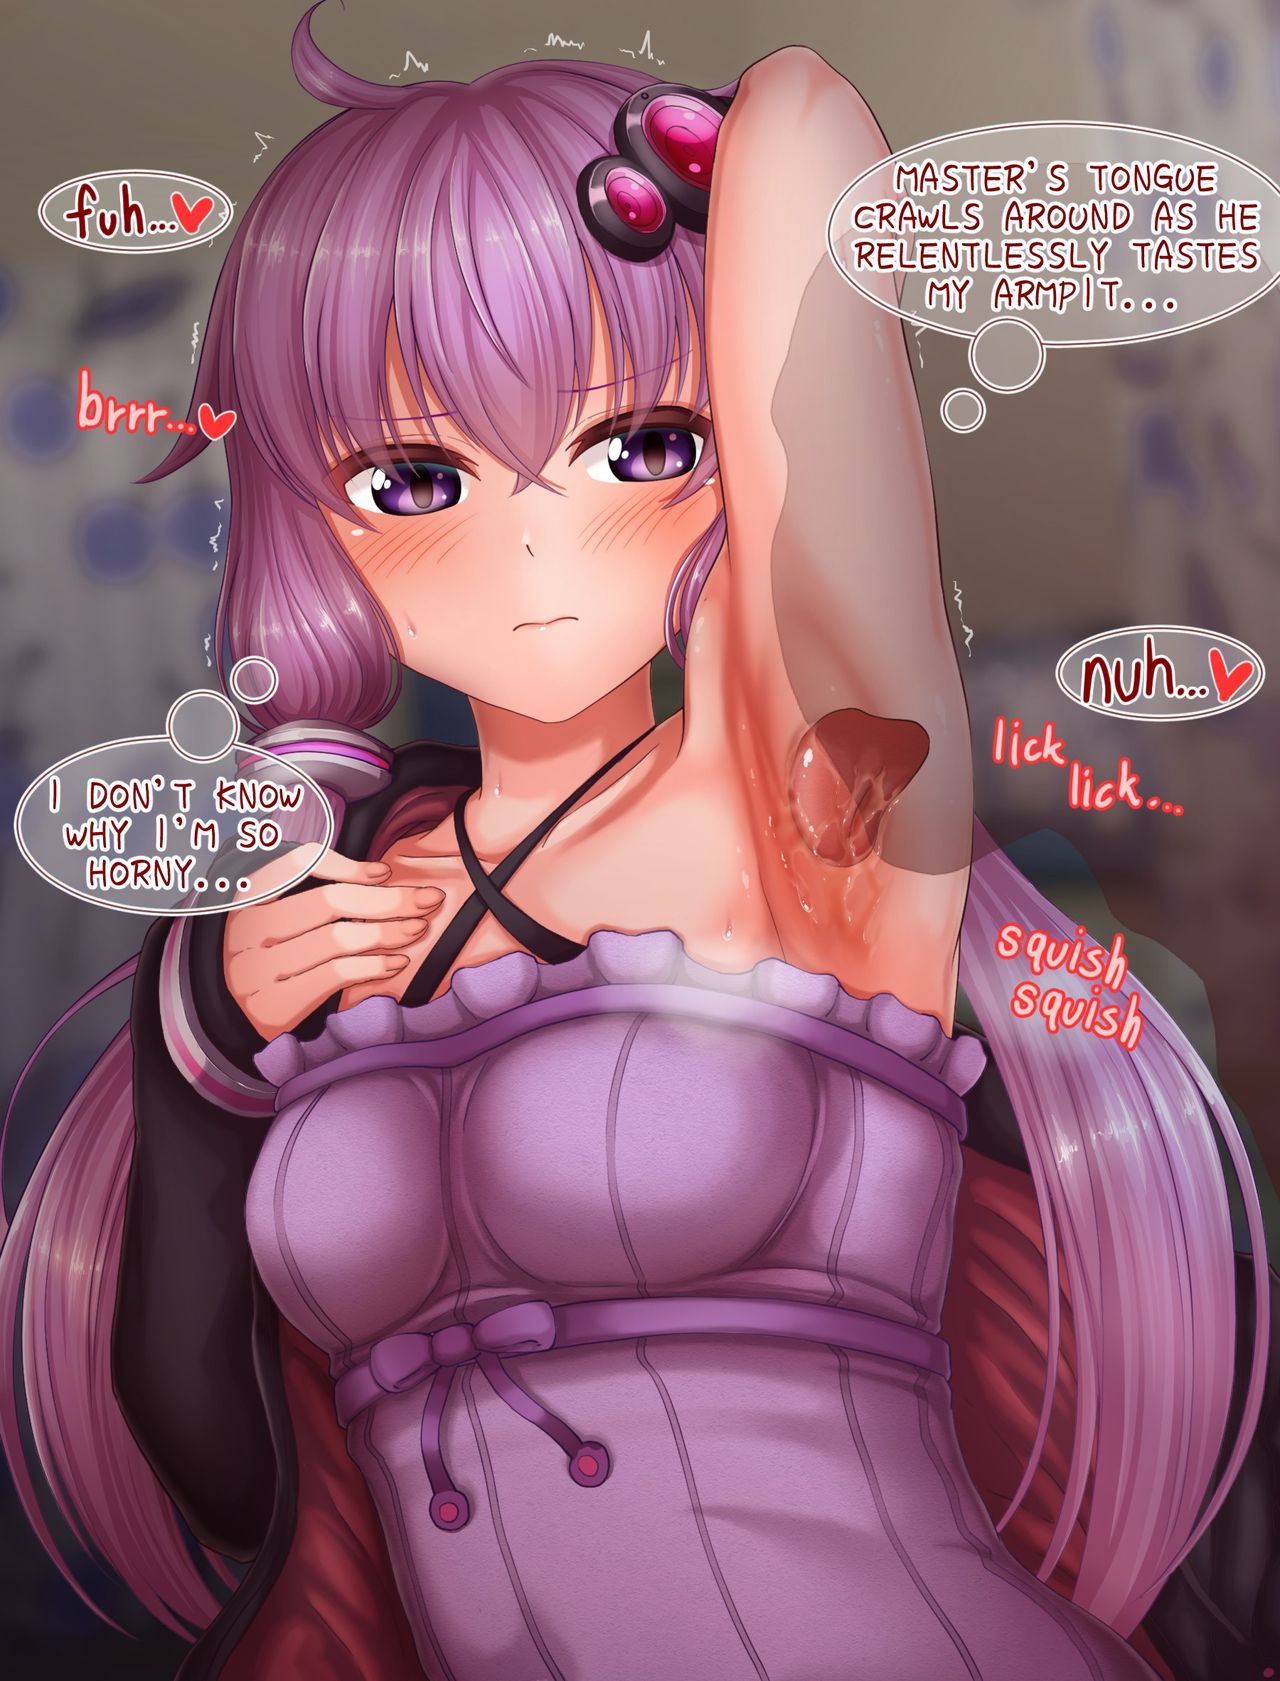 fuh...♥
MASTER'S TONGUE
CRAWLS AROUND AS HE
RELENTLESSLY TASTES
MY ARMPIT...
brrr...♥
nuh...♥
lick
lick...
I DON'T KNOW
WHY I'M SO
HORNY...
squish
squish